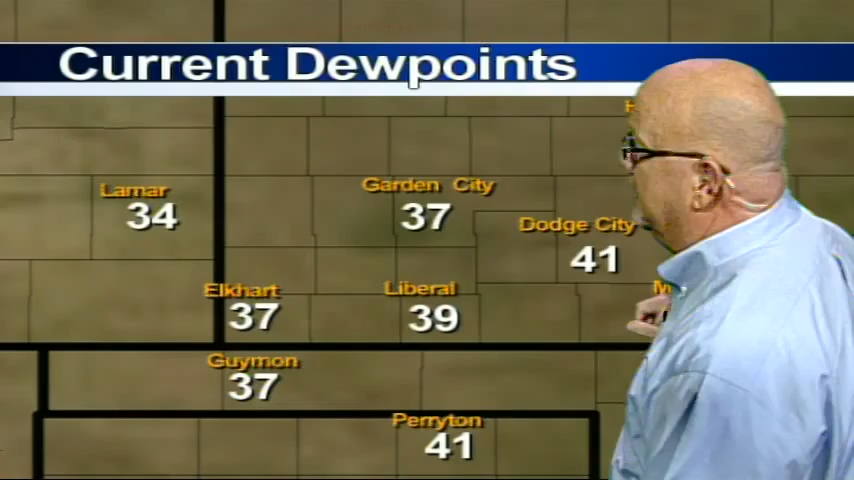 Current Dewpoints
H
Lamar
34
Garden City
37
Dodge City
41
Elkhart
37
Liberal
39
M
Guymon
37
Perryton
41